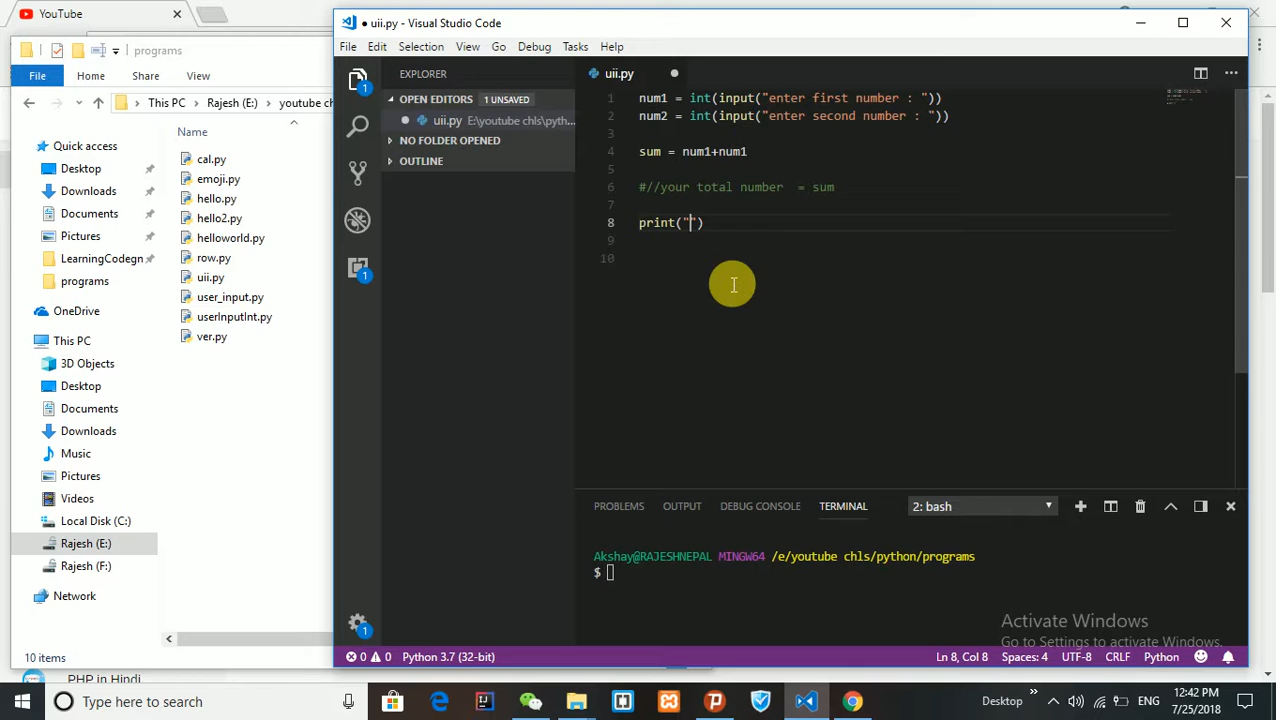 YouTube
programs
File
Home
Share
View
This PC
Rajesh (E:)
youtube ch
Name
Quick access
Desktop
Downloads
Documents
Pictures
LearningCodegn
programs
OneDrive
This PC
3D Objects
Desktop
Documents
Downloads
Music
Pictures
Videos
Local Disk (C:)
Rajesh (E:)
Rajesh (F:)
Network
cal.py
emoji.py
hello.py
hello2.py
helloworld.py
row.py
uii.py
user_input.py
userInputInt.py
ver.py
10 items
PHP in Hindi
● uii.py - Visual Studio Code
File Edit Selection View Go Debug Tasks Help
EXPLORER
OPEN EDITORS 1 UNSAVED
uii.py E:\youtube chls\pyth...
NO FOLDER OPENED
OUTLINE
1
1
1
uii.py
1 num1 = int(input("enter first number : "))
2 num2 = int(input("enter second number : "))
3
4 sum = num1+num1
5
6 #//your total number  = sum
7
8 print("")
9
10
PROBLEMS OUTPUT DEBUG CONSOLE TERMINAL 2: bash
Akshay@RAJESHNEPAL MINGW64 /e/youtube chls/python/programs
$
Activate Windows
Go to Settings to activate Windows.
0 0 Python 3.7 (32-bit) Ln 8, Col 8 Spaces: 4 UTF-8 CRLF Python
Type here to search
Desktop
ENG
12:42 PM
7/25/2018